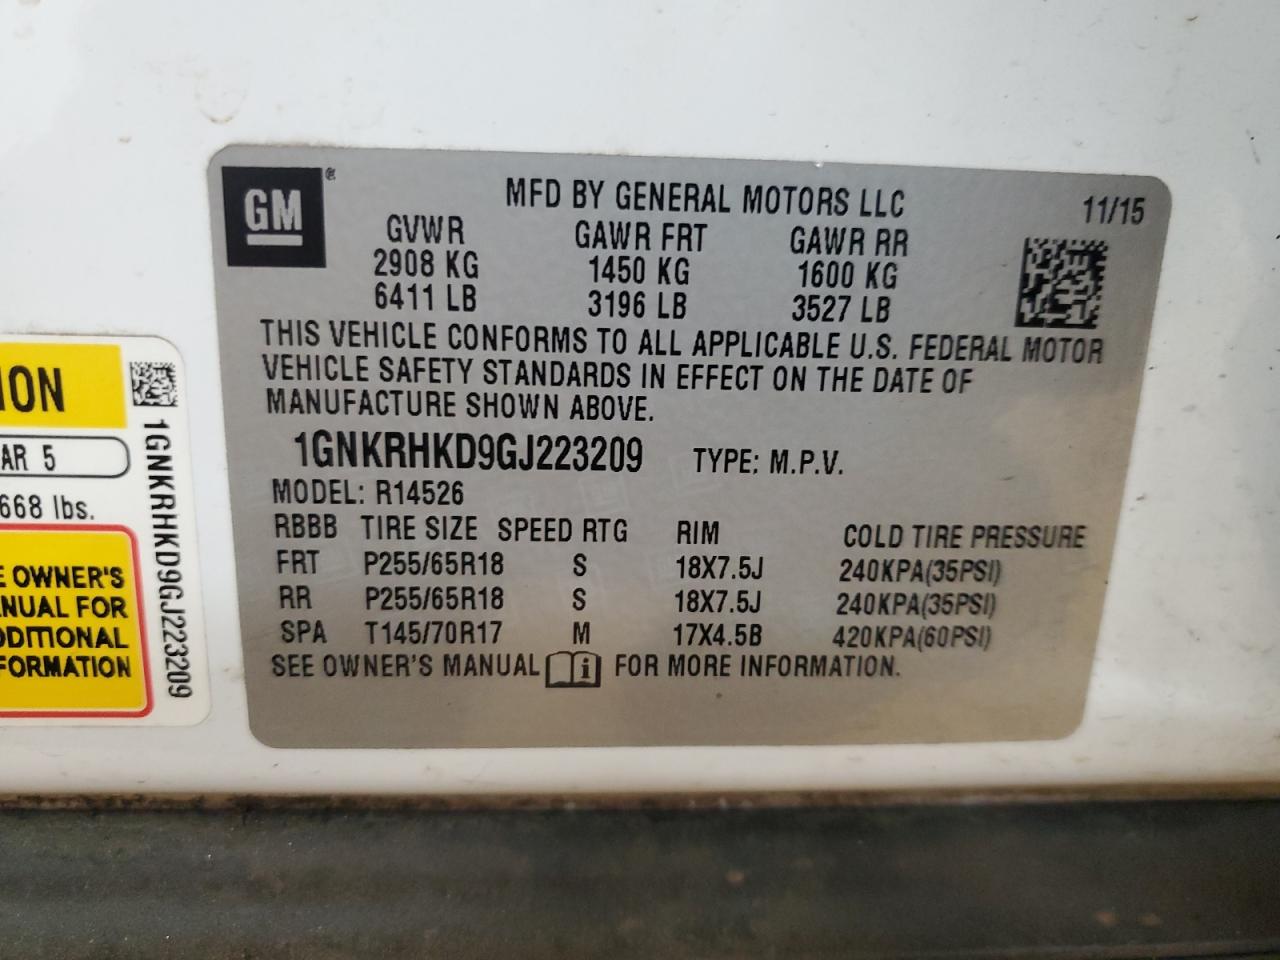 GM ®
MFD BY GENERAL MOTORS LLC 11/15
GVWR GAWR FRT GAWR RR
2908 KG 1450 KG 1600 KG
6411 LB 3196 LB 3527 LB
THIS VEHICLE CONFORMS TO ALL APPLICABLE U.S. FEDERAL MOTOR
VEHICLE SAFETY STANDARDS IN EFFECT ON THE DATE OF
MANUFACTURE SHOWN ABOVE.
1GNKRHKD9GJ223209 TYPE: M.P.V.
MODEL: R14526
RBBB TIRE SIZE SPEED RTG RIM COLD TIRE PRESSURE
FRT P255/65R18 S 18X7.5J 240KPA(35PSI)
RR P255/65R18 S 18X7.5J 240KPA(35PSI)
SPA T145/70R17 M 17X4.5B 420KPA(60PSI)
SEE OWNER'S MANUAL i FOR MORE INFORMATION.
ION
AR 5
668 lbs.
E OWNER'S
NUAL FOR
DDITIONAL
FORMATION
1GNKRHKD9GJ223209